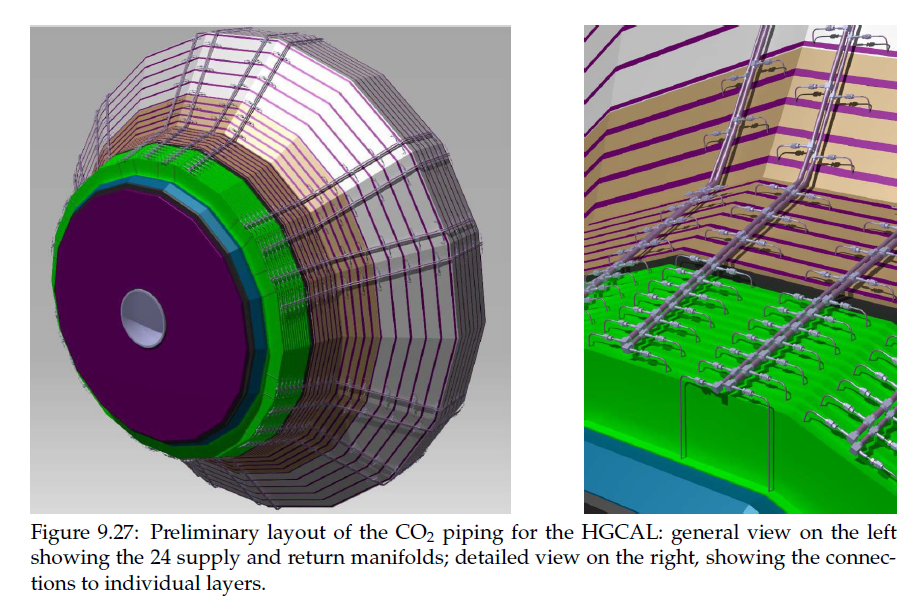 Figure 9.27: Preliminary layout of the CO₂ piping for the HGCAL: general view on the left
showing the 24 supply and return manifolds; detailed view on the right, showing the connec-
tions to individual layers.